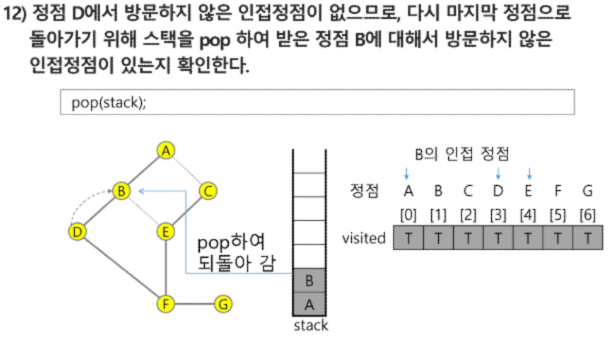 12) 정점 D에서 방문하지 않은 인접정점이 없으므로, 다시 마지막 정점으로
돌아가기 위해 스택을 pop 하여 받은 정점 B에 대해서 방문하지 않은
인접정점이 있는지 확인한다.
pop(stack);
A
B
C
D
E
F
G
pop하여
되돌아 감
B
A
stack
B의 인접 정점
정점 A B C D E F G
[0] [1] [2] [3] [4] [5] [6]
visited T T T T T T T